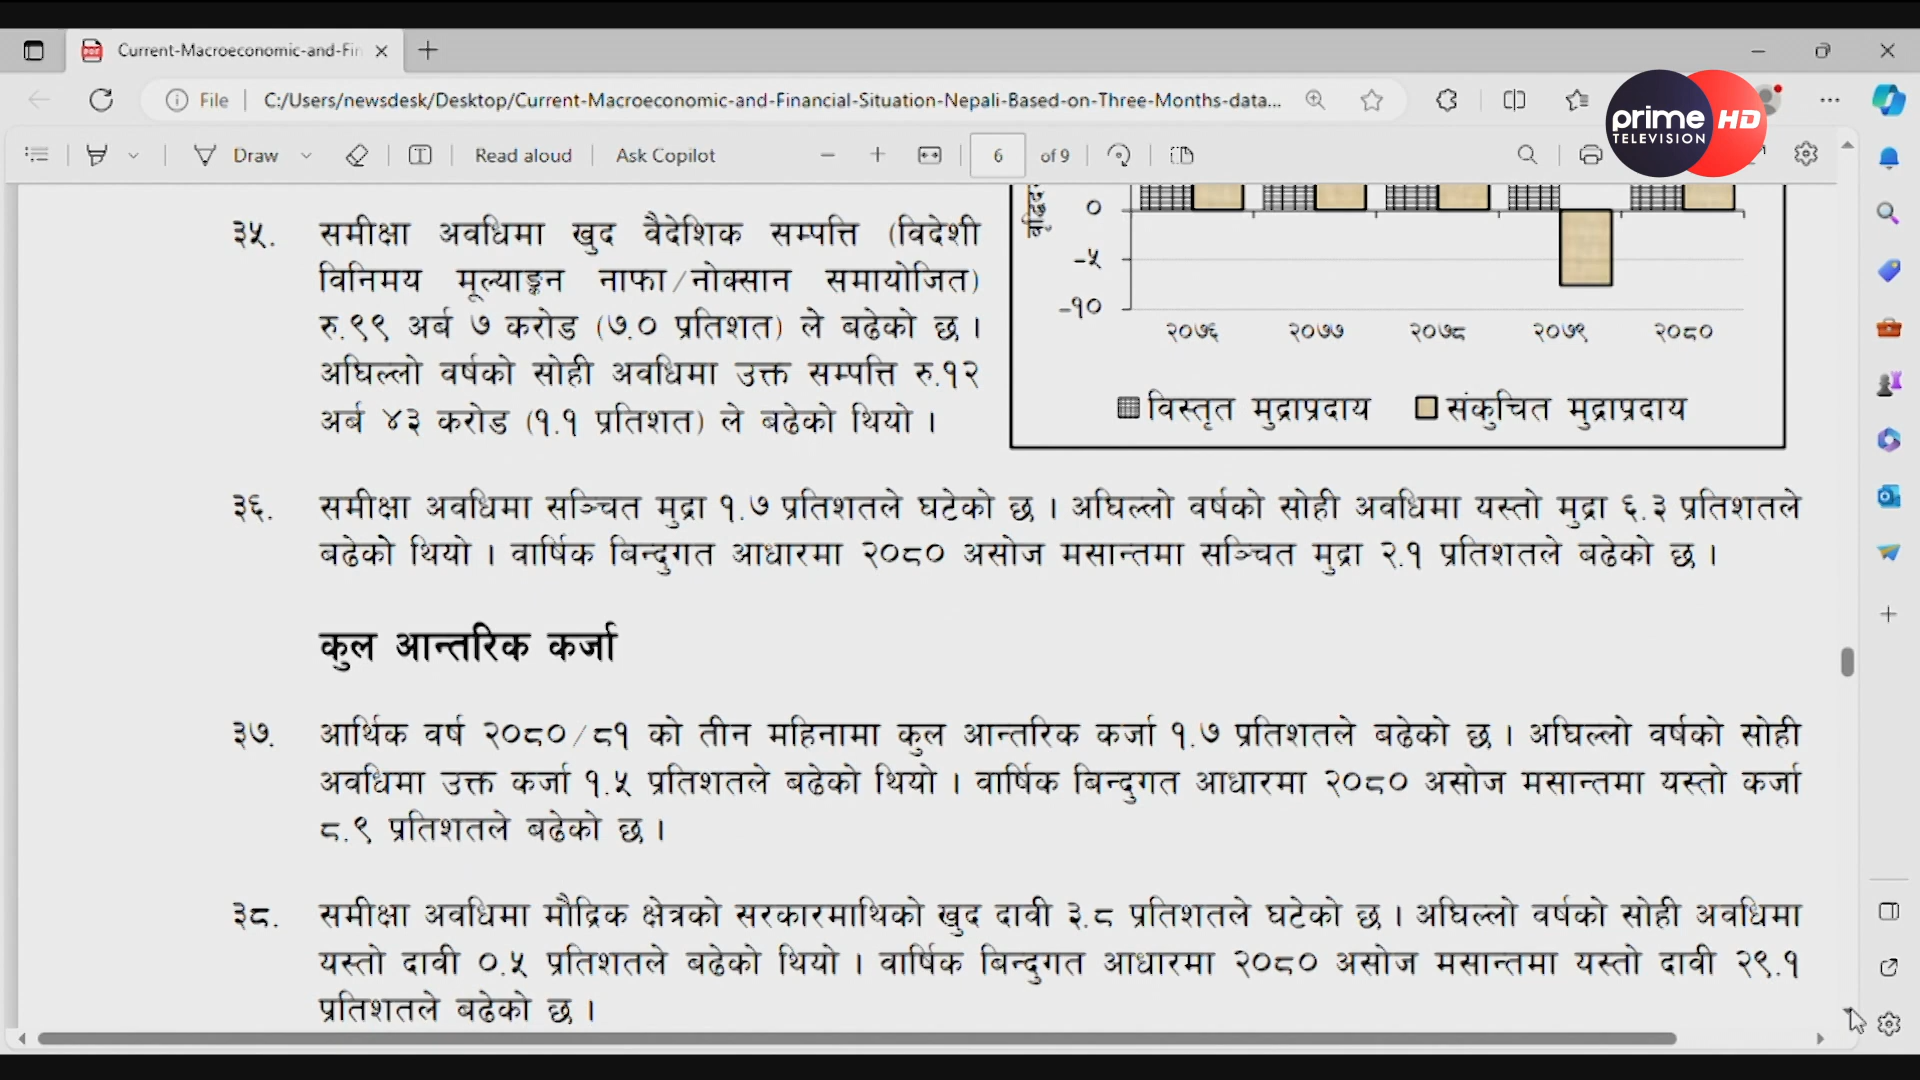 Current-Macroeconomic-and-Fin
File
C:/Users/newsdesk/Desktop/Current-Macroeconomic-and-Financial-Situation-Nepali-Based-on-Three-Months-data...
prime HD
TELEVISION
Draw
Read aloud
Ask Copilot
6 of 9
३५. समीक्षा अवधिमा खुद वैदेशिक सम्पत्ति (विदेशी
विनिमय मूल्याङ्कन नाफा/नोक्सान समायोजित)
रु.९९ अर्ब ७ करोड (७.० प्रतिशत) ले बढेको छ ।
अघिल्लो वर्षको सोही अवधिमा उक्त सम्पत्ति रु.१२
अर्ब ४३ करोड (१.१ प्रतिशत) ले बढेको थियो ।
०
-५
-१०
२०७६ २०७७ २०७८ २०७९ २०८०
विस्तृत मुद्राप्रदाय संकुचित मुद्राप्रदाय
३६. समीक्षा अवधिमा सञ्चित मुद्रा १.७ प्रतिशतले घटेको छ । अघिल्लो वर्षको सोही अवधिमा यस्तो मुद्रा ६.३ प्रतिशतले
बढेको थियो । वार्षिक बिन्दुगत आधारमा २०८० असोज मसान्तमा सञ्चित मुद्रा २.१ प्रतिशतले बढेको छ ।
कुल आन्तरिक कर्जा
३७. आर्थिक वर्ष २०८०/८१ को तीन महिनामा कुल आन्तरिक कर्जा १.७ प्रतिशतले बढेको छ । अघिल्लो वर्षको सोही
अवधिमा उक्त कर्जा १.५ प्रतिशतले बढेको थियो । वार्षिक बिन्दुगत आधारमा २०८० असोज मसान्तमा यस्तो कर्जा
८.९ प्रतिशतले बढेको छ ।
३८. समीक्षा अवधिमा मौद्रिक क्षेत्रको सरकारमाथिको खुद दावी ३.८ प्रतिशतले घटेको छ । अघिल्लो वर्षको सोही अवधिमा
यस्तो दावी ०.५ प्रतिशतले बढेको थियो । वार्षिक बिन्दुगत आधारमा २०८० असोज मसान्तमा यस्तो दावी २९.१
प्रतिशतले बढेको छ ।